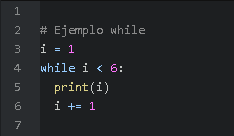 1
2 # Ejemplo while
3 i = 1
4 while i < 6:
5   print(i)
6   i += 1
7